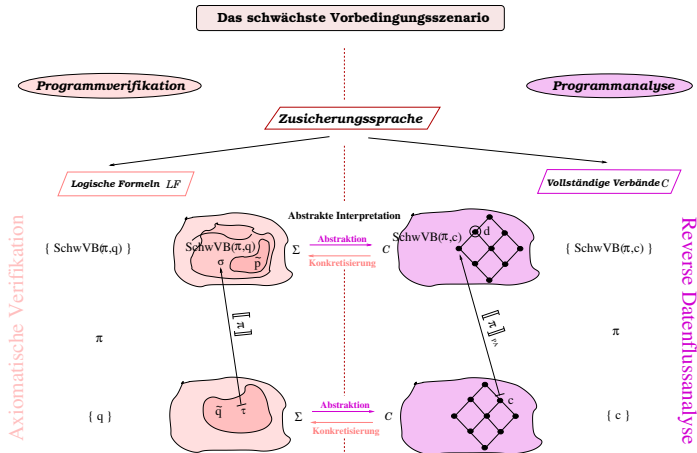 Das schwächste Vorbedingungsszenario
Programmverifikation
Programmanalyse
Zusicherungssprache
Logische Formeln LF
Vollständige Verbände C
Axiomatische Verifikation
Reverse Datenflussanalyse
Abstrakte Interpretation
{ SchwVB(π,q) }
SchwVB(π,q)
σ
p̃
Σ
Abstraktion
Konkretisierung
C
SchwVB(π,c)
d
{ SchwVB(π,c) }
π
[[ π ]]
[[ π ]] PA
π
{ q }
q̃
τ
Σ
Abstraktion
Konkretisierung
C
c
{ c }